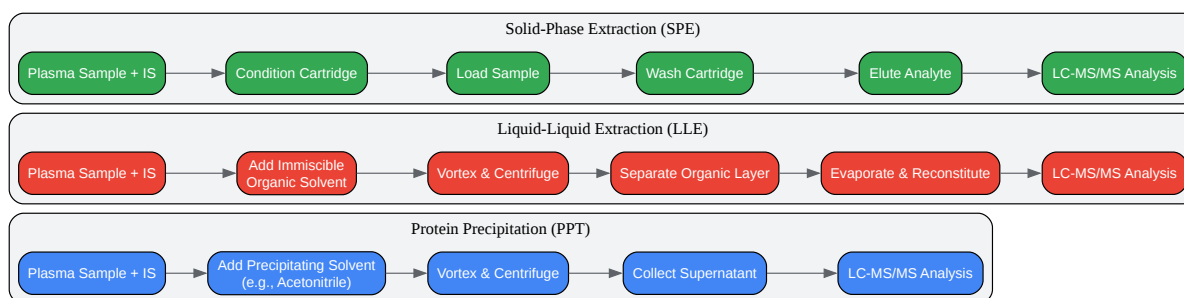 Solid-Phase Extraction (SPE)
Plasma Sample + IS
Condition Cartridge
Load Sample
Wash Cartridge
Elute Analyte
LC-MS/MS Analysis
Liquid-Liquid Extraction (LLE)
Plasma Sample + IS
Add Immiscible
Organic Solvent
Vortex & Centrifuge
Separate Organic Layer
Evaporate & Reconstitute
LC-MS/MS Analysis
Protein Precipitation (PPT)
Plasma Sample + IS
Add Precipitating Solvent
(e.g., Acetonitrile)
Vortex & Centrifuge
Collect Supernatant
LC-MS/MS Analysis